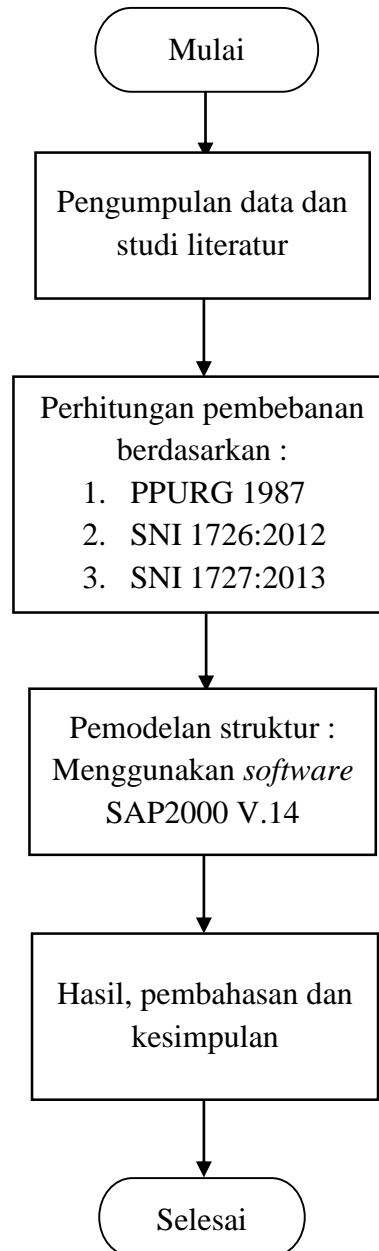 Mulai
Pengumpulan data dan
studi literatur
Perhitungan pembebanan
berdasarkan :
1. PPURG 1987
2. SNI 1726:2012
3. SNI 1727:2013
Pemodelan struktur :
Menggunakan software
SAP2000 V.14
Hasil, pembahasan dan
kesimpulan
Selesai